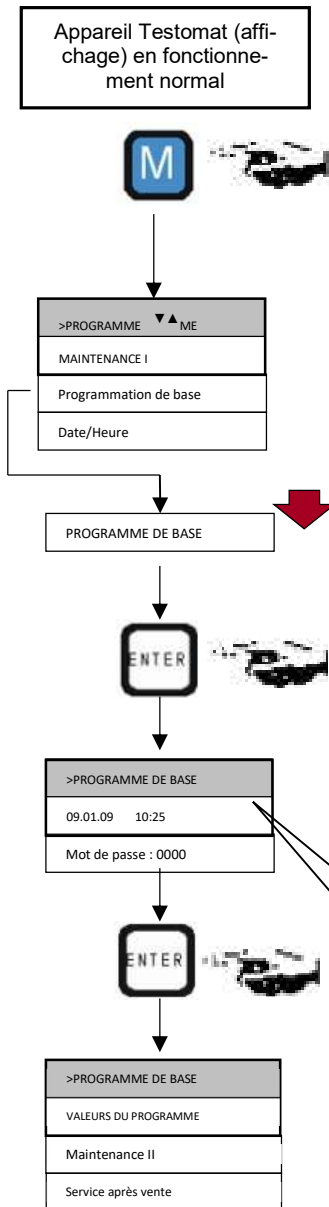 Appareil Testomat (affi-
chage) en fonctionne-
ment normal
M
>PROGRAMME ▼▲ ME
MAINTENANCE I
Programmation de base
Date/Heure
PROGRAMME DE BASE
ENTER
>PROGRAMME DE BASE
09.01.09 10:25
Mot de passe : 0000
ENTER
>PROGRAMME DE BASE
VALEURS DU PROGRAMME
Maintenance II
Service après vente